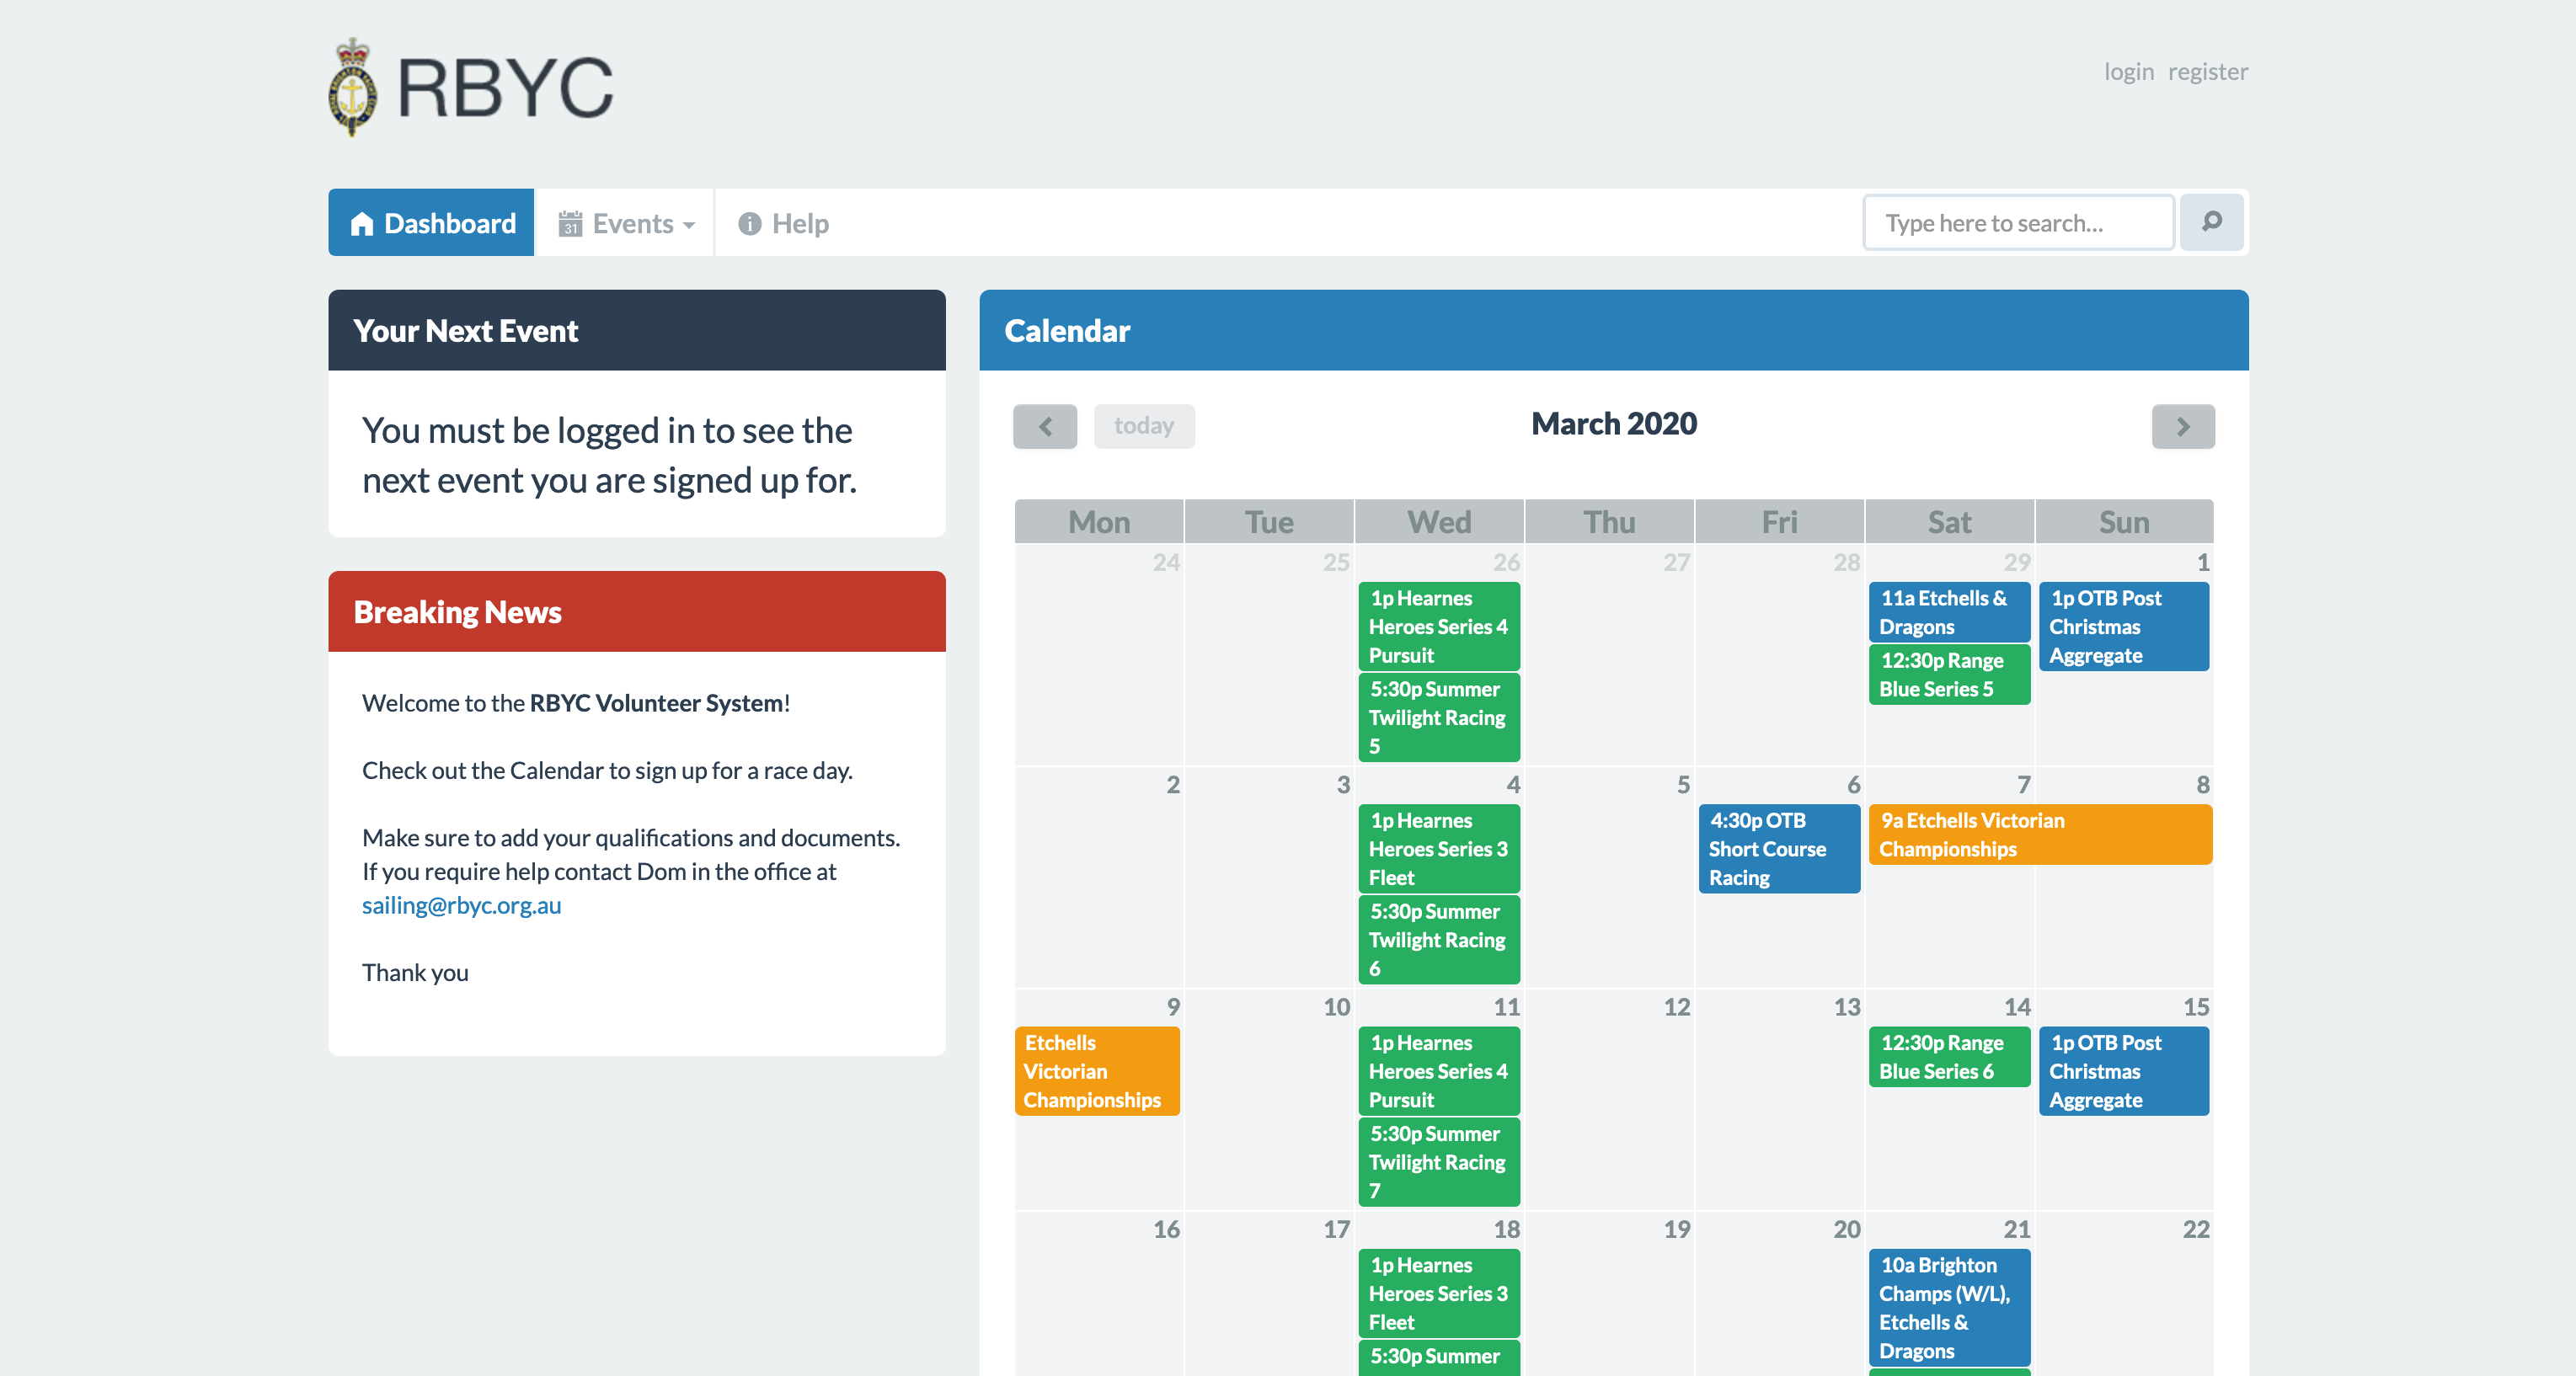 RBYC
login register
Dashboard
31
Events
Help
Type here to search...
Your Next Event
You must be logged in to see the
next event you are signed up for.
Breaking News
Welcome to the RBYC Volunteer System!
Check out the Calendar to sign up for a race day.
Make sure to add your qualifications and documents.
If you require help contact Dom in the office at
sailing@rbyc.org.au
Thank you
Calendar
today
March 2020
Mon Tue Wed Thu Fri Sat Sun
24 25 26 27 28 29 1
1p Hearnes
Heroes Series 4
Pursuit
5:30p Summer
Twilight Racing
5
11a Etchells &
Dragons
12:30p Range
Blue Series 5
1p OTB Post
Christmas
Aggregate
2 3 4 5 6 7 8
1p Hearnes
Heroes Series 3
Fleet
5:30p Summer
Twilight Racing
6
4:30p OTB
Short Course
Racing
9a Etchells Victorian
Championships
9 10 11 12 13 14 15
Etchells
Victorian
Championships
1p Hearnes
Heroes Series 4
Pursuit
5:30p Summer
Twilight Racing
7
12:30p Range
Blue Series 6
1p OTB Post
Christmas
Aggregate
16 17 18 19 20 21 22
1p Hearnes
Heroes Series 3
Fleet
5:30p Summer
10a Brighton
Champs (W/L),
Etchells &
Dragons